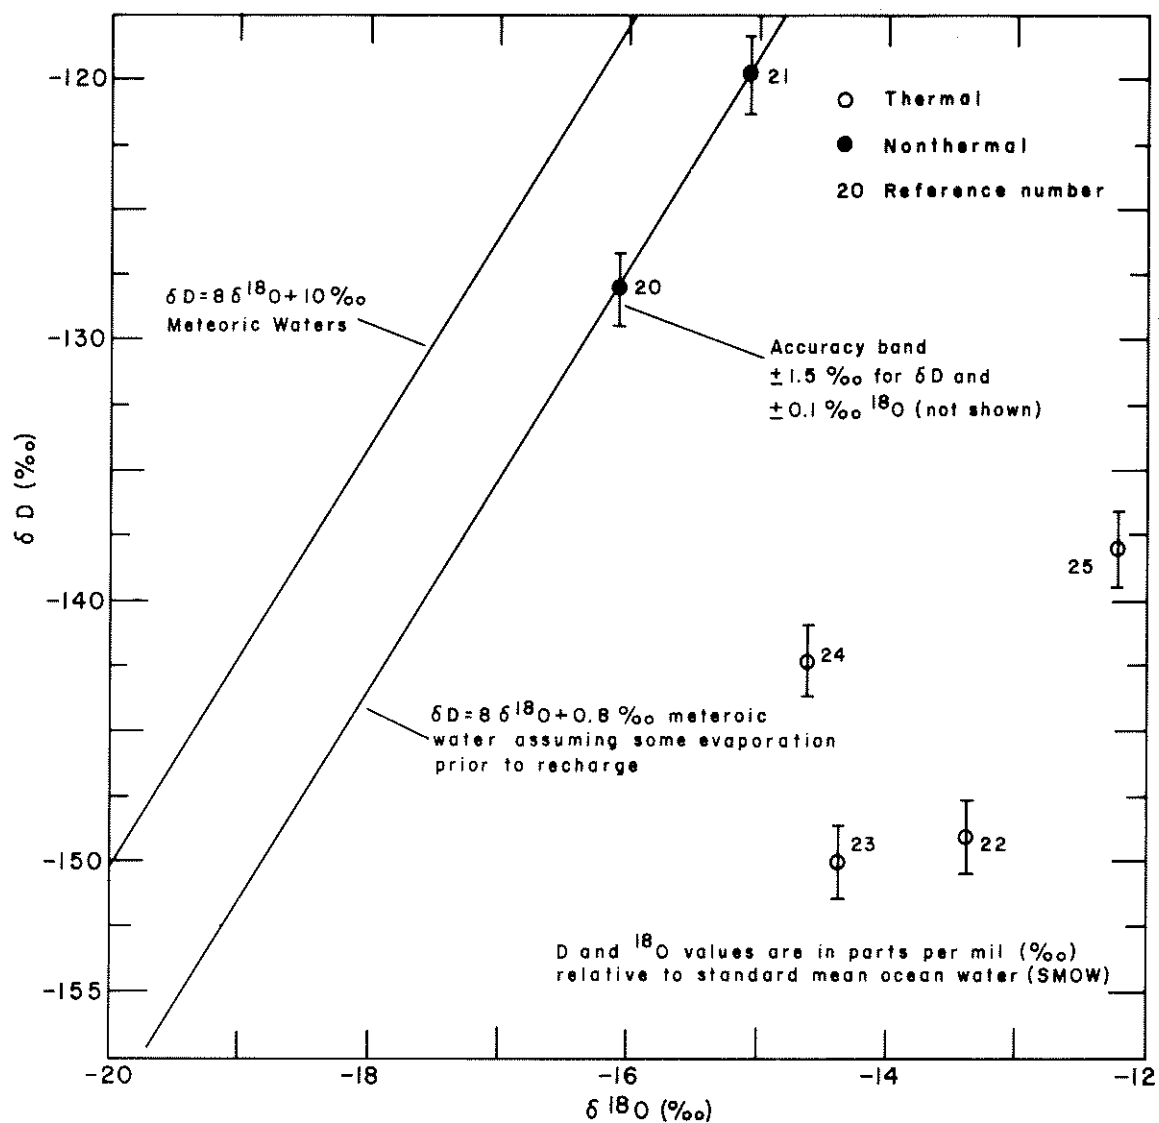 -120
21
Thermal
Nonthermal
20 Reference number
20
δD=8δ¹⁸O+10‰
Meteoric Waters
-130
Accuracy band
±1.5‰ for δD and
±0.1‰ ¹⁸O (not shown)
δD (‰)
25
-140
24
δD=8δ¹⁸O+0.8‰ meteroic
water assuming some evaporation
prior to recharge
-150
23
22
D and ¹⁸O values are in parts per mil (‰)
relative to standard mean ocean water (SMOW)
-155
-20 -18 -16 -14 -12
δ¹⁸O (‰)